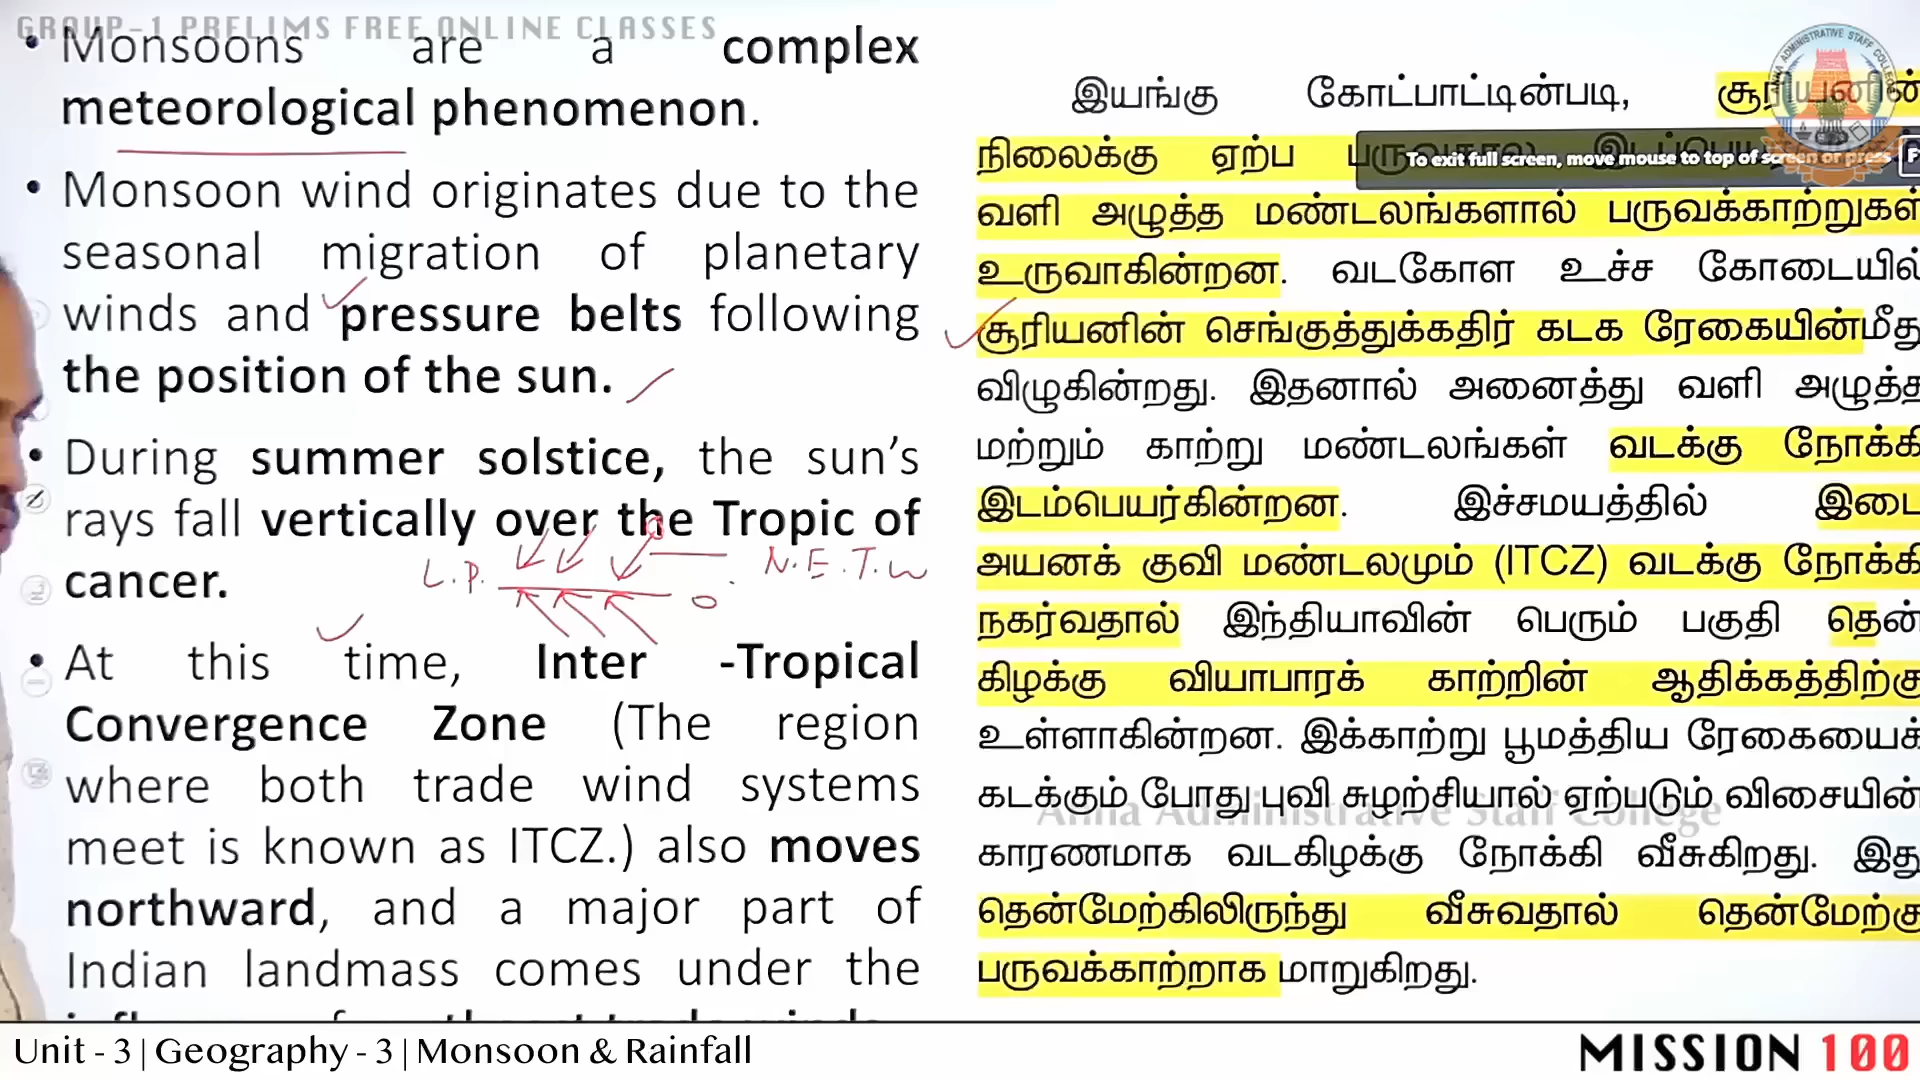 GROUP-1 PRELIMS FREE ONLINE CLASSES
• Monsoons are a complex
meteorological phenomenon.
• Monsoon wind originates due to the
seasonal migration of planetary
winds and pressure belts following
the position of the sun.
• During summer solstice, the sun's
rays fall vertically over the Tropic of
cancer.
L.P.
0
N.E.T.W
• At this time, Inter -Tropical
Convergence Zone (The region
where both trade wind systems
meet is known as ITCZ.) also moves
northward, and a major part of
Indian landmass comes under the
இயங்கு கோட்பாட்டின்படி, சூரியனின்
நிலைக்கு ஏற்ப
To exit full screen, move mouse to top of screen or press
வளி அழுத்த மண்டலங்களால் பருவக்காற்றுகள்
உருவாகின்றன. வடகோள உச்ச கோடையில்
சூரியனின் செங்குத்துக்கதிர் கடக ரேகையின்மீது
விழுகின்றது. இதனால் அனைத்து வளி அழுத்த
மற்றும் காற்று மண்டலங்கள் வடக்கு நோக்கி
இடம்பெயர்கின்றன. இச்சமயத்தில் இடை
அயனக் குவி மண்டலமும் (ITCZ) வடக்கு நோக்கி
நகர்வதால் இந்தியாவின் பெரும் பகுதி தென்
கிழக்கு வியாபாரக் காற்றின் ஆதிக்கத்திற்கு
உள்ளாகின்றன. இக்காற்று பூமத்திய ரேகையைக்
கடக்கும் போது புவி சுழற்சியால் ஏற்படும் விசையின்
Anna Administrative Staff College
காரணமாக வடகிழக்கு நோக்கி வீசுகிறது. இது
தென்மேற்கிலிருந்து வீசுவதால் தென்மேற்கு
பருவக்காற்றாக மாறுகிறது.
Unit - 3 | Geography - 3 | Monsoon & Rainfall
MISSION 100